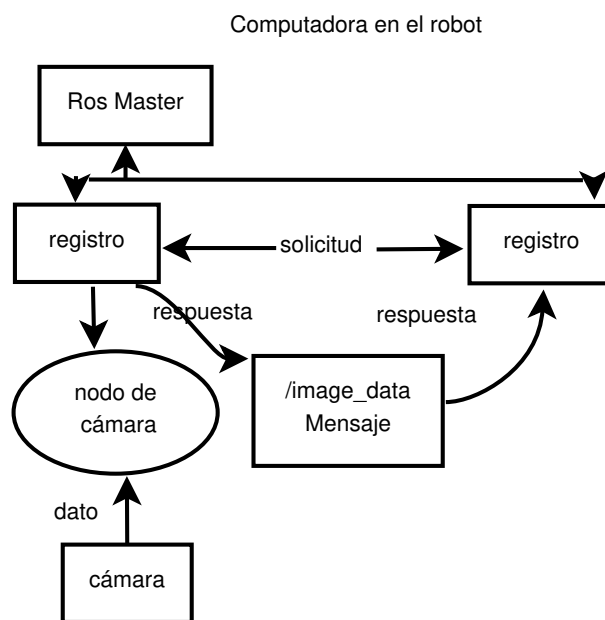 Computadora en el robot
Ros Master
registro
solicitud
registro
respuesta
respuesta
nodo de
cámara
/image_data
Mensaje
dato
cámara